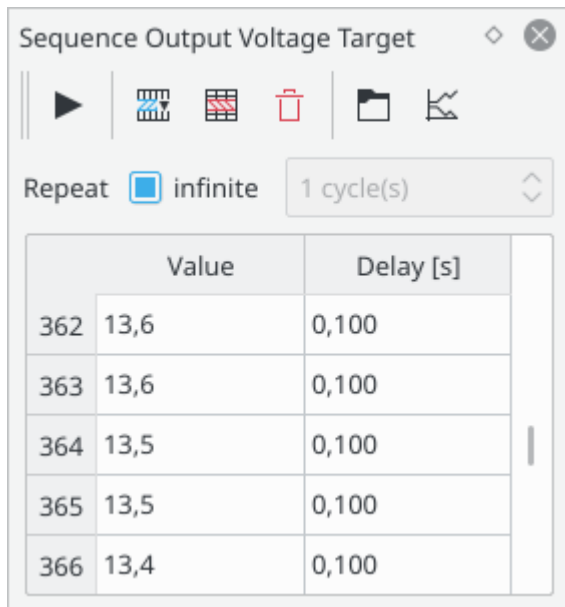 Sequence Output Voltage Target
Repeat infinite 1 cycle(s)
Value Delay [s]
362 13,6 0,100
363 13,6 0,100
364 13,5 0,100
365 13,5 0,100
366 13,4 0,100